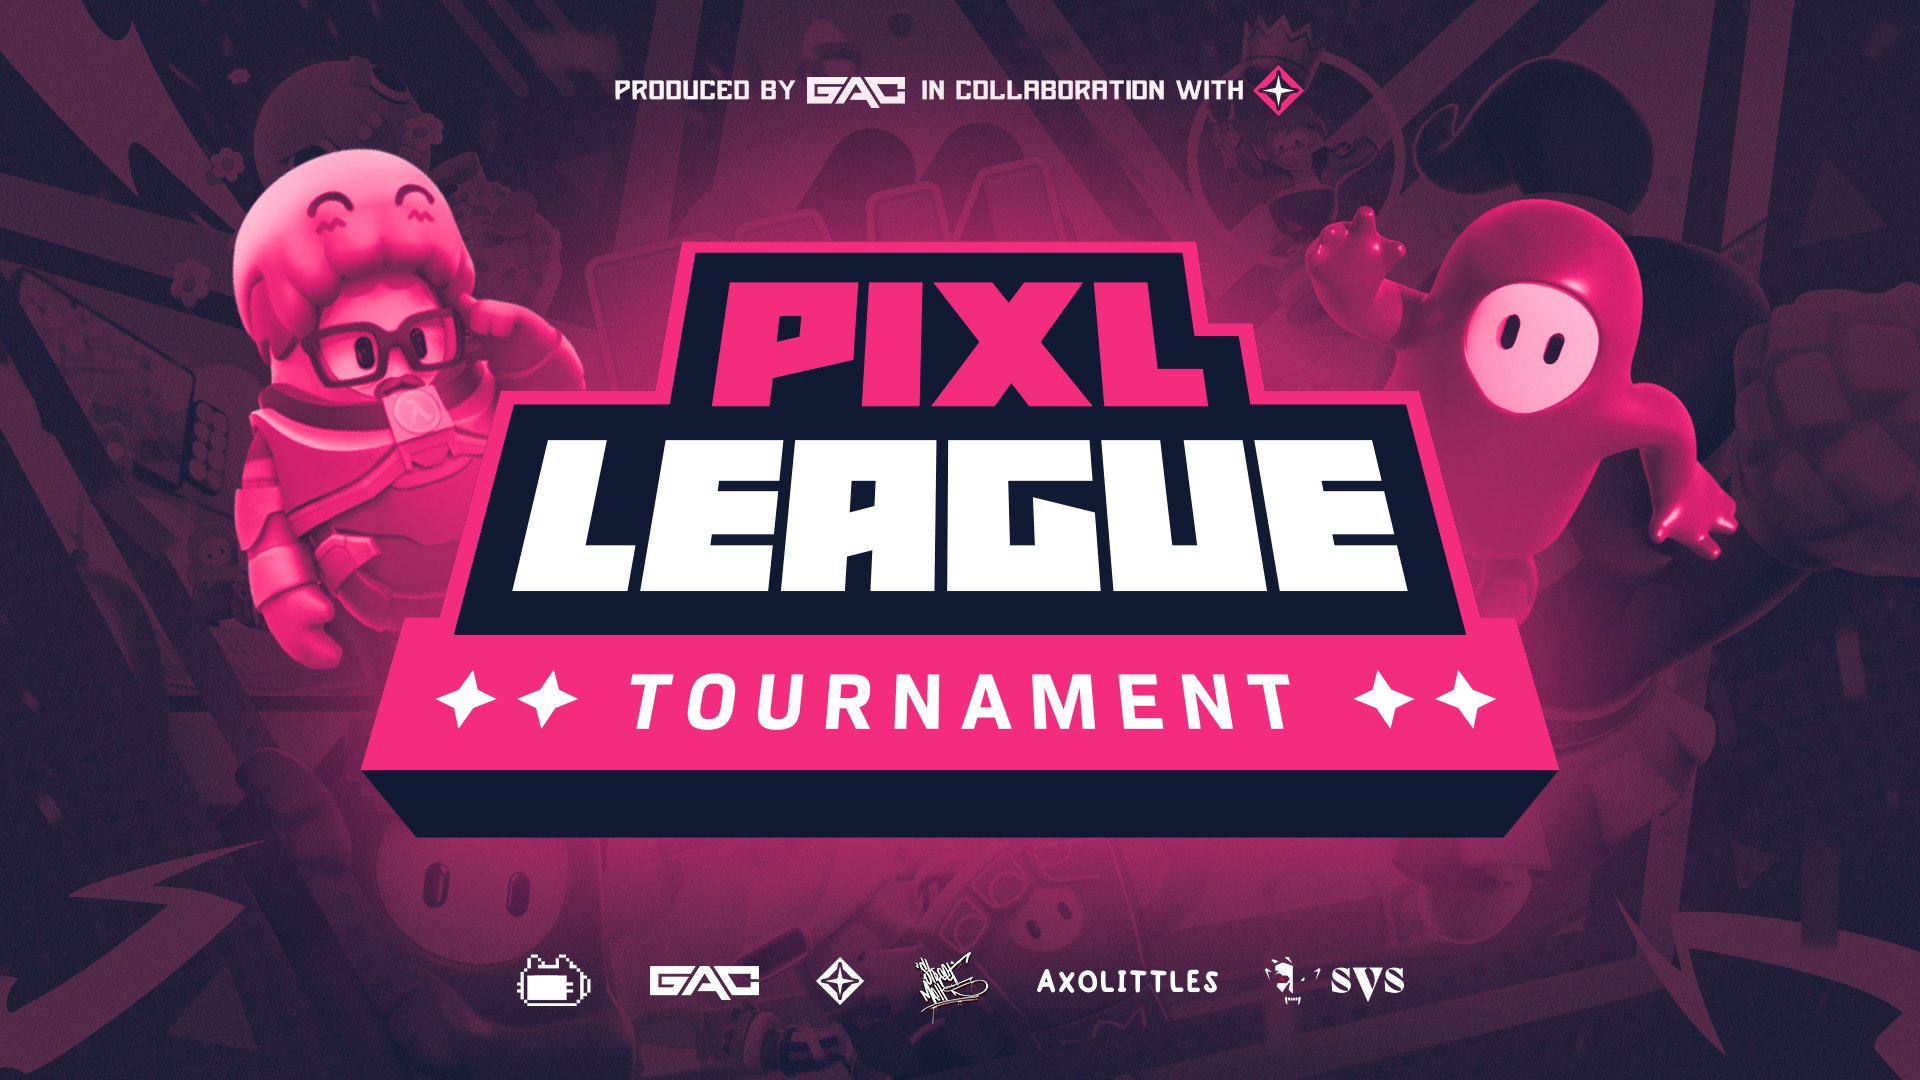 PRODUCED BY GAC IN COLLABORATION WITH
PIXL
LEAGUE
TOURNAMENT
GAC AXOLITTLES SVS